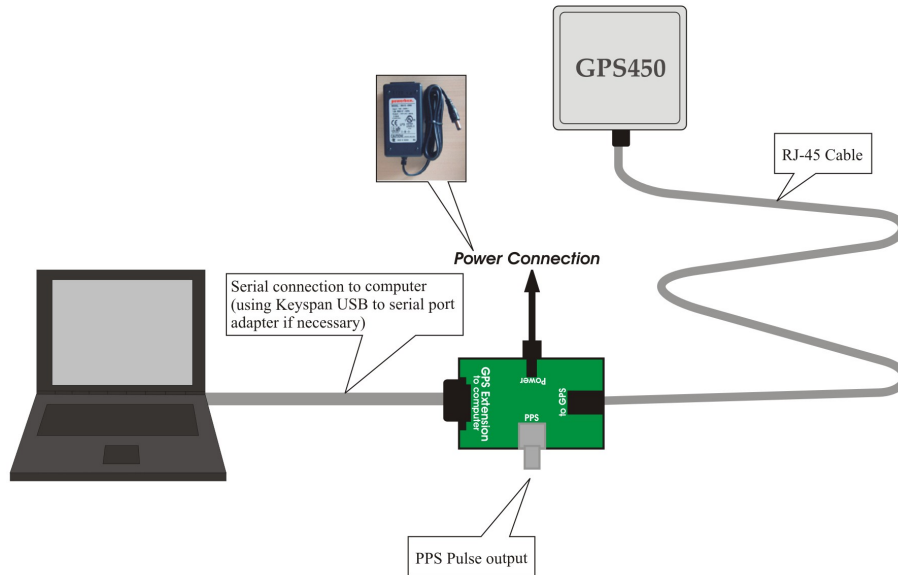 GPS450
RJ-45 Cable
Power Connection
Serial connection to computer
(using Keyspan USB to serial port
adapter if necessary)
GPS Extension
to computer
Power
to GPS
PPS
PPS Pulse output